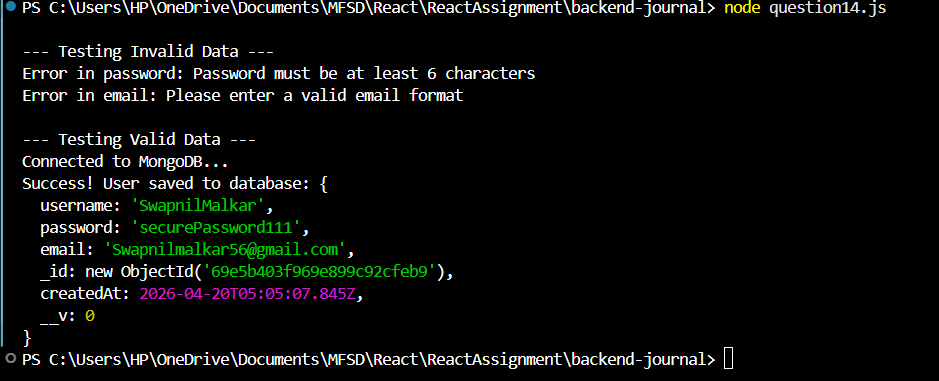 PS C:\Users\HP\OneDrive\Documents\MFSD\React\ReactAssignment\backend-journal> node question14.js
--- Testing Invalid Data ---
Error in password: Password must be at least 6 characters
Error in email: Please enter a valid email format
--- Testing Valid Data ---
Connected to MongoDB...
Success! User saved to database: {
  username: 'SwapnilMalkar',
  password: 'securePassword111',
  email: 'Swapnilmalkar56@gmail.com',
  _id: new ObjectId('69e5b403f969e899c92cfeb9'),
  createdAt: 2026-04-20T05:05:07.845Z,
  __v: 0
}
PS C:\Users\HP\OneDrive\Documents\MFSD\React\ReactAssignment\backend-journal>